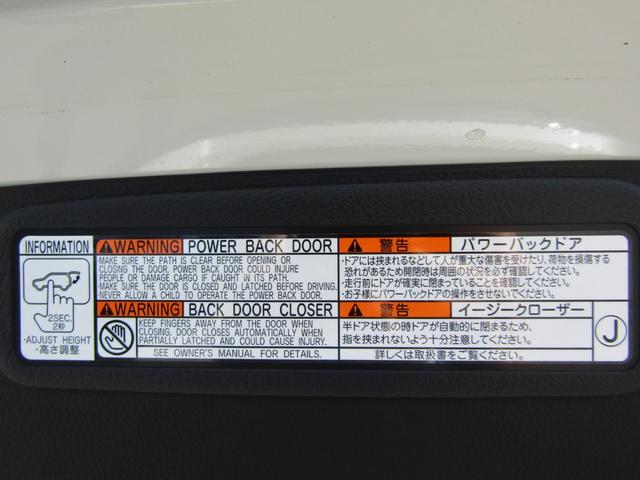 INFORMATION
2SEC.
2秒
・ADJUST HEIGHT
・高さ調整
WARNING POWER BACK DOOR
・MAKE SURE THE PATH IS CLEAR BEFORE OPENING OR
CLOSING THE DOOR. POWER BACK DOOR COULD INJURE
PEOPLE OR DAMAGE CARGO IF CAUGHT IN ITS PATH.
・MAKE SURE THE DOOR IS CLOSED AND LATCHED BEFORE DRIVING.
・NEVER ALLOW A CHILD TO OPERATE THE POWER BACK DOOR.
WARNING BACK DOOR CLOSER
KEEP FINGERS AWAY FROM THE DOOR WHEN
CLOSING. DOOR CLOSES AUTOMATICALLY WHEN
PARTIALLY LATCHED AND COULD CAUSE INJURY.
SEE OWNER'S MANUAL FOR DETAILS.
警告 パワーバックドア
・ドアには挟まれるなどして人が重大な傷害を受けたり、荷物を損傷する
恐れがあるため開閉時は周囲の状況を必ず確認してください。
・走行前にドアが確実に閉まっていることを確認してください。
・お子様にパワーバックドアの操作をさせないでください。
警告 イージークローザー
半ドア状態の時ドアが自動的に閉まるため、
指を挟まれないよう十分注意してください。
詳しくは取扱書をご覧ください。
J